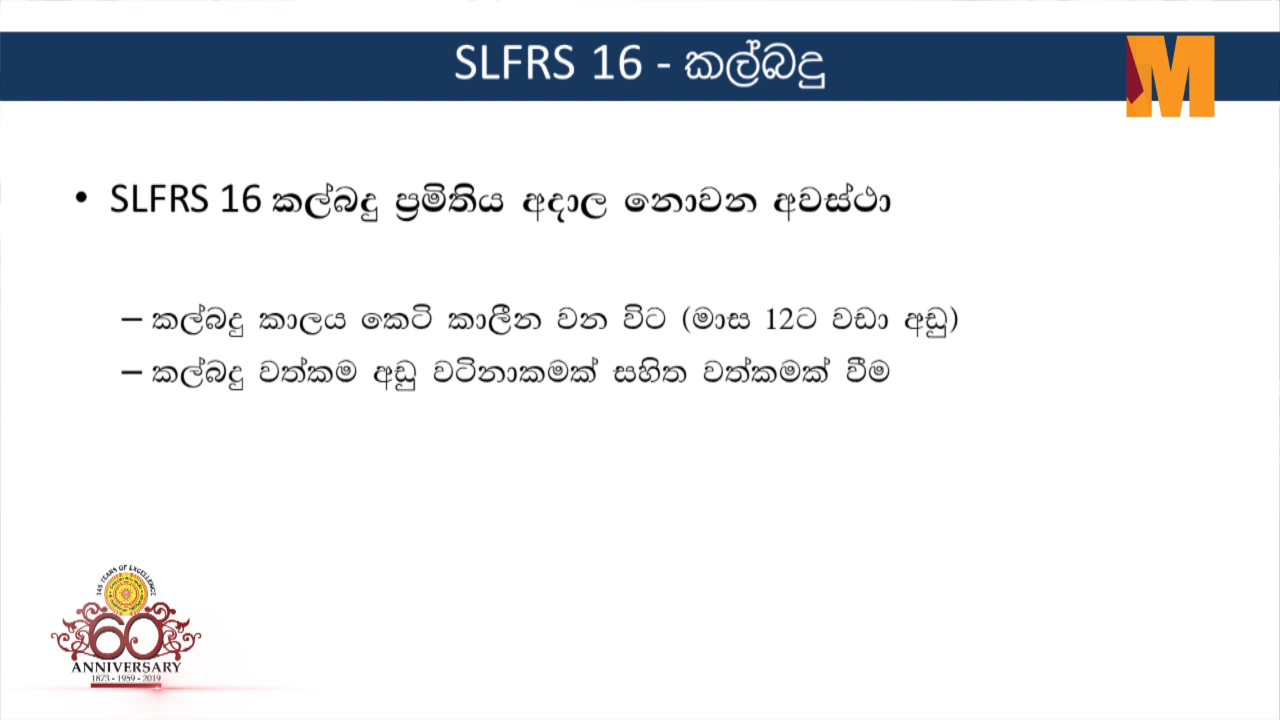 SLFRS 16 - කල්බදු
M
• SLFRS 16 කල්බදු ප්‍රමිතිය අදාල නොවන අවස්ථා
– කල්බදු කාලය කෙටි කාලීන වන විට (මාස 12ට වඩා අඩු)
– කල්බදු වත්කම අඩු වටිනාකමක් සහිත වත්කමක් වීම
60
ANNIVERSARY
1873 - 1959 - 2019